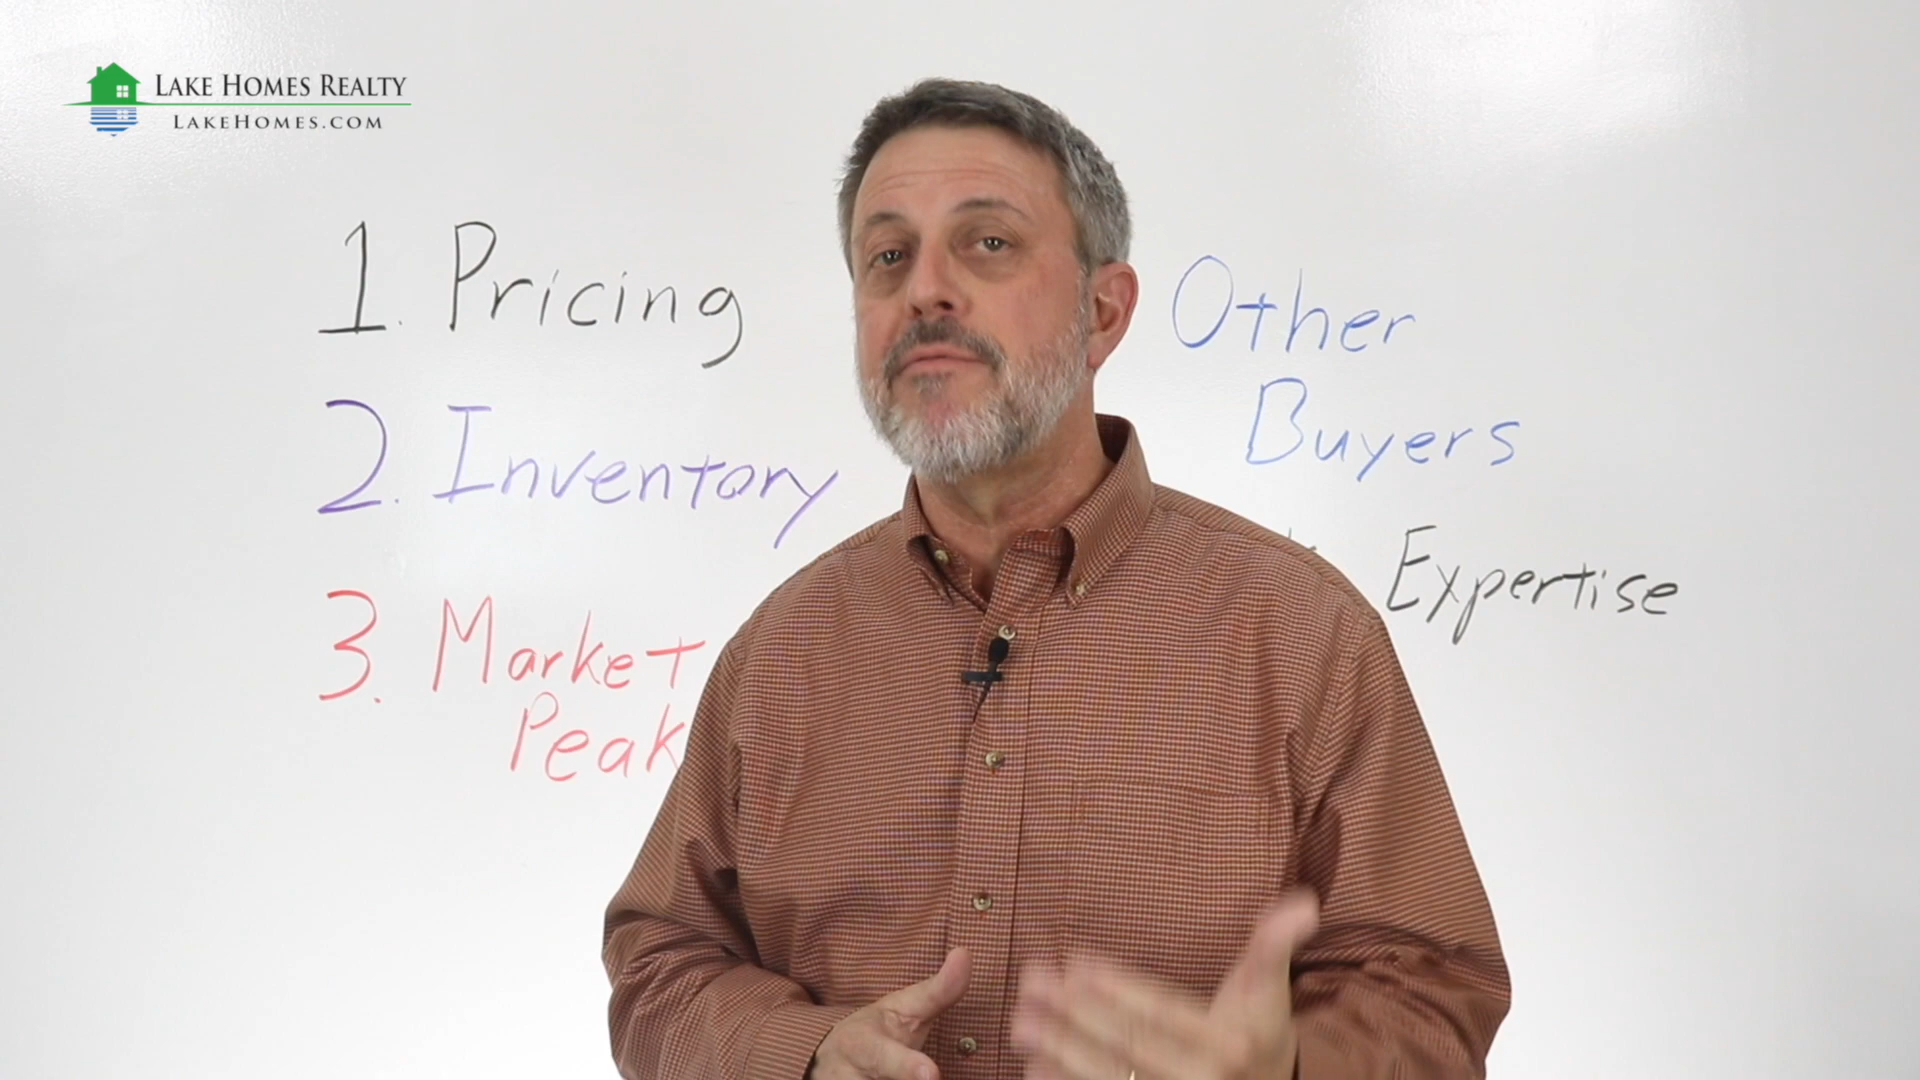 LAKE HOMES REALTY
LAKEHOMES.COM
1. Pricing
2. Inventory
3. Market
Peak
Other
Buyers
Expertise